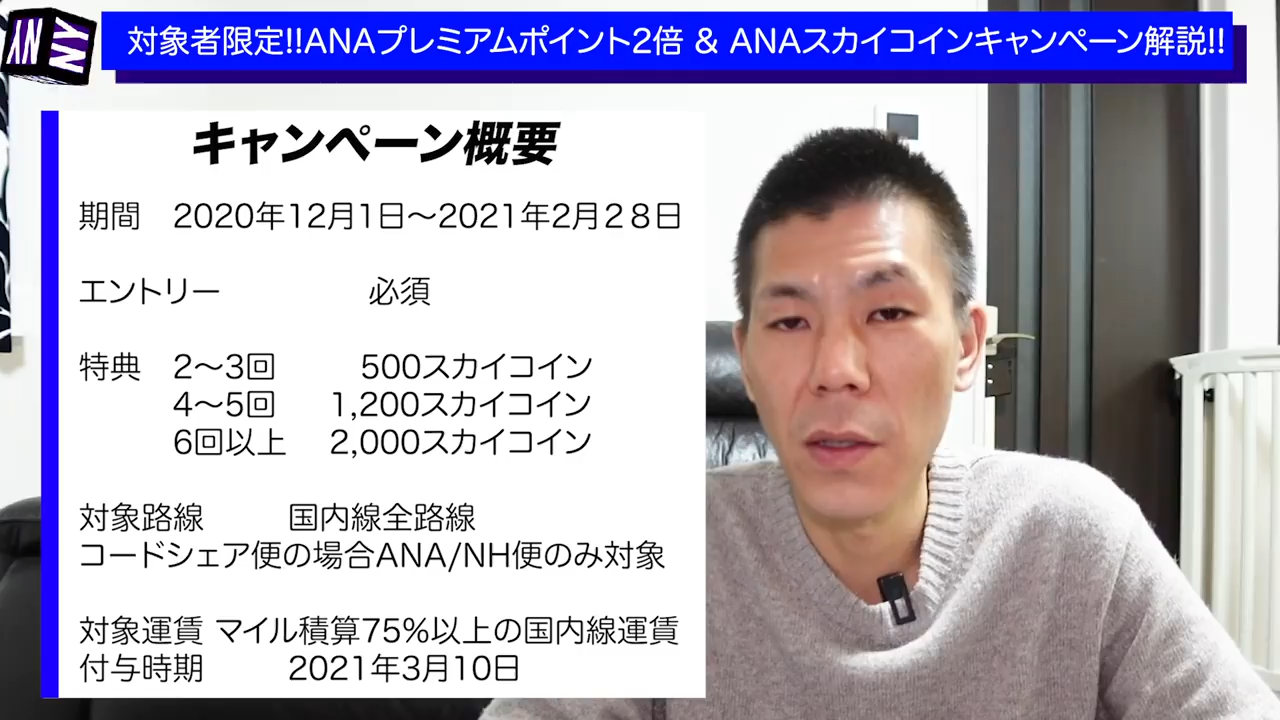 対象者限定!!ANAプレミアムポイント2倍 & ANAスカイコインキャンペーン解説!!
キャンペーン概要
期間 2020年12月1日〜2021年2月28日
エントリー 必須
特典 2〜3回 500スカイコイン
4〜5回 1,200スカイコイン
6回以上 2,000スカイコイン
対象路線 国内線全路線
コードシェア便の場合ANA/NH便のみ対象
対象運賃 マイル積算75%以上の国内線運賃
付与時期 2021年3月10日